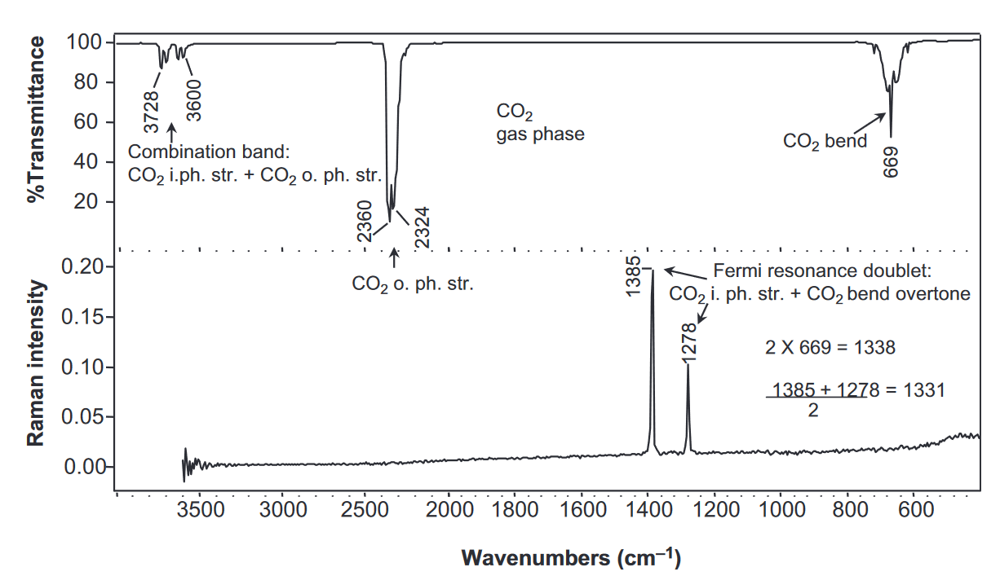 %Transmittance
100
80
60
40
20
3728
3600
Combination band:
CO2 i.ph. str. + CO2 o. ph. str.
2360
2324
CO2 o. ph. str.
CO2
gas phase
CO2 bend
669
Raman intensity
0.20
0.15
0.10
0.05
0.00
1385
Fermi resonance doublet:
CO2 i. ph. str. + CO2 bend overtone
1278
2 X 669 = 1338
1385 + 1278 = 1331
2
3500 3000 2500 2000 1800 1600 1400 1200 1000 800 600
Wavenumbers (cm–1)